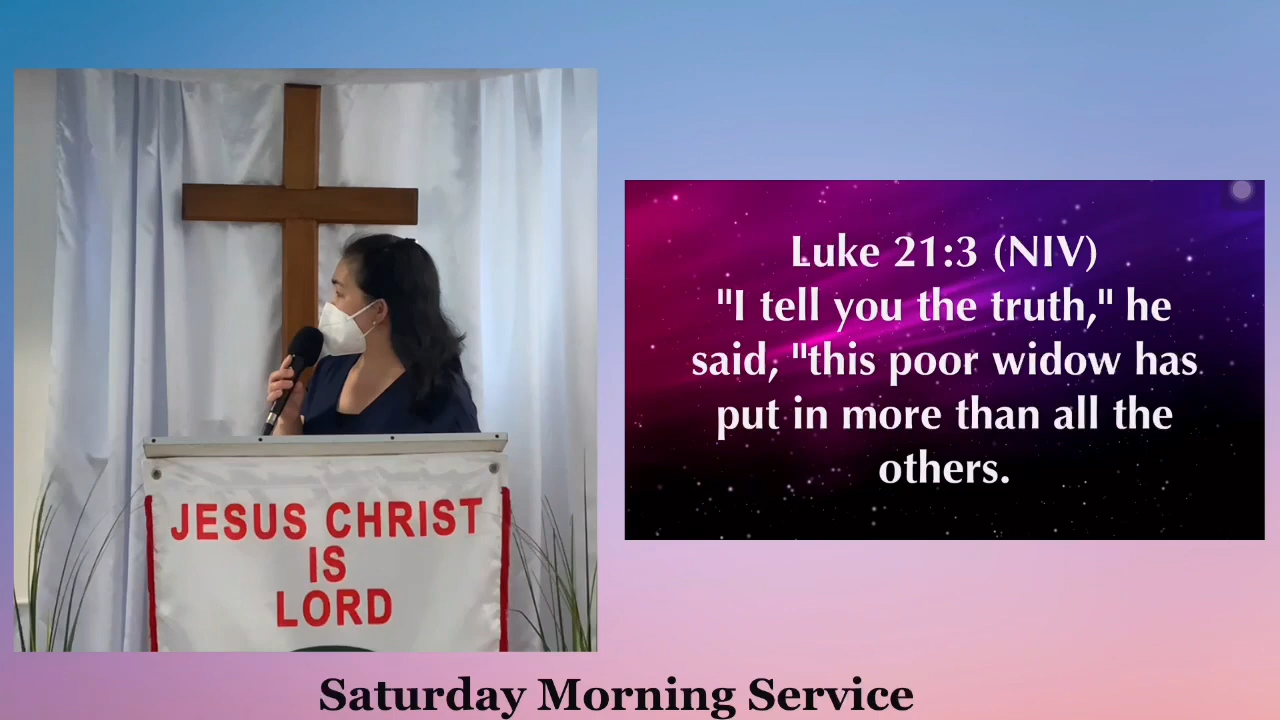 JESUS CHRIST
IS
LORD
Luke 21:3 (NIV)
"I tell you the truth," he
said, "this poor widow has
put in more than all the
others.
Saturday Morning Service